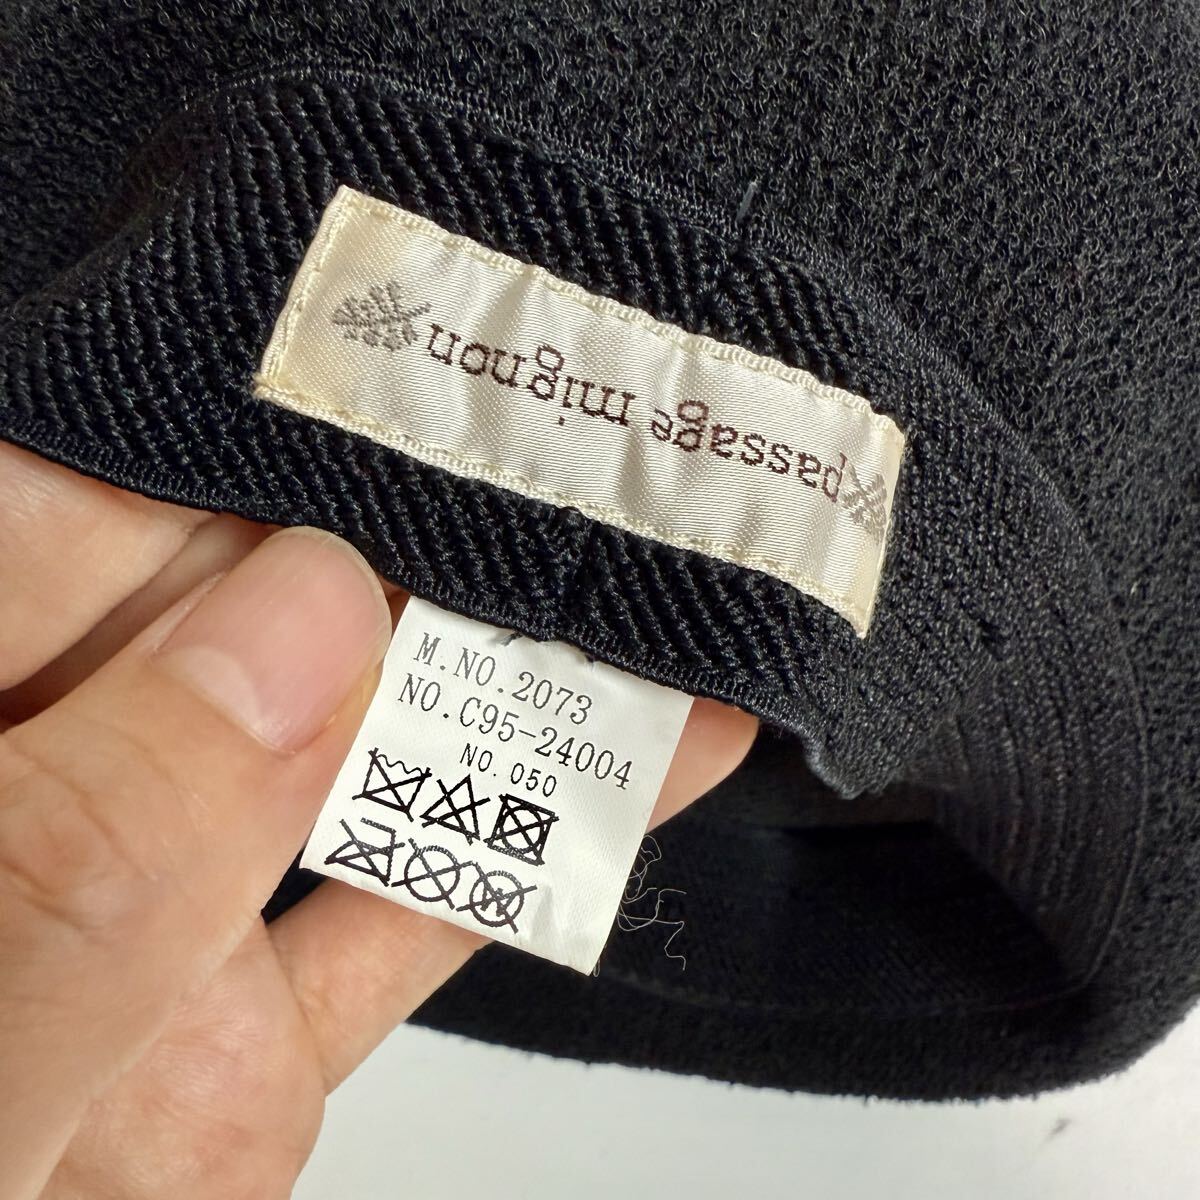 passage mignon
M.NO.2073
NO.C95-24004
NO.050
W